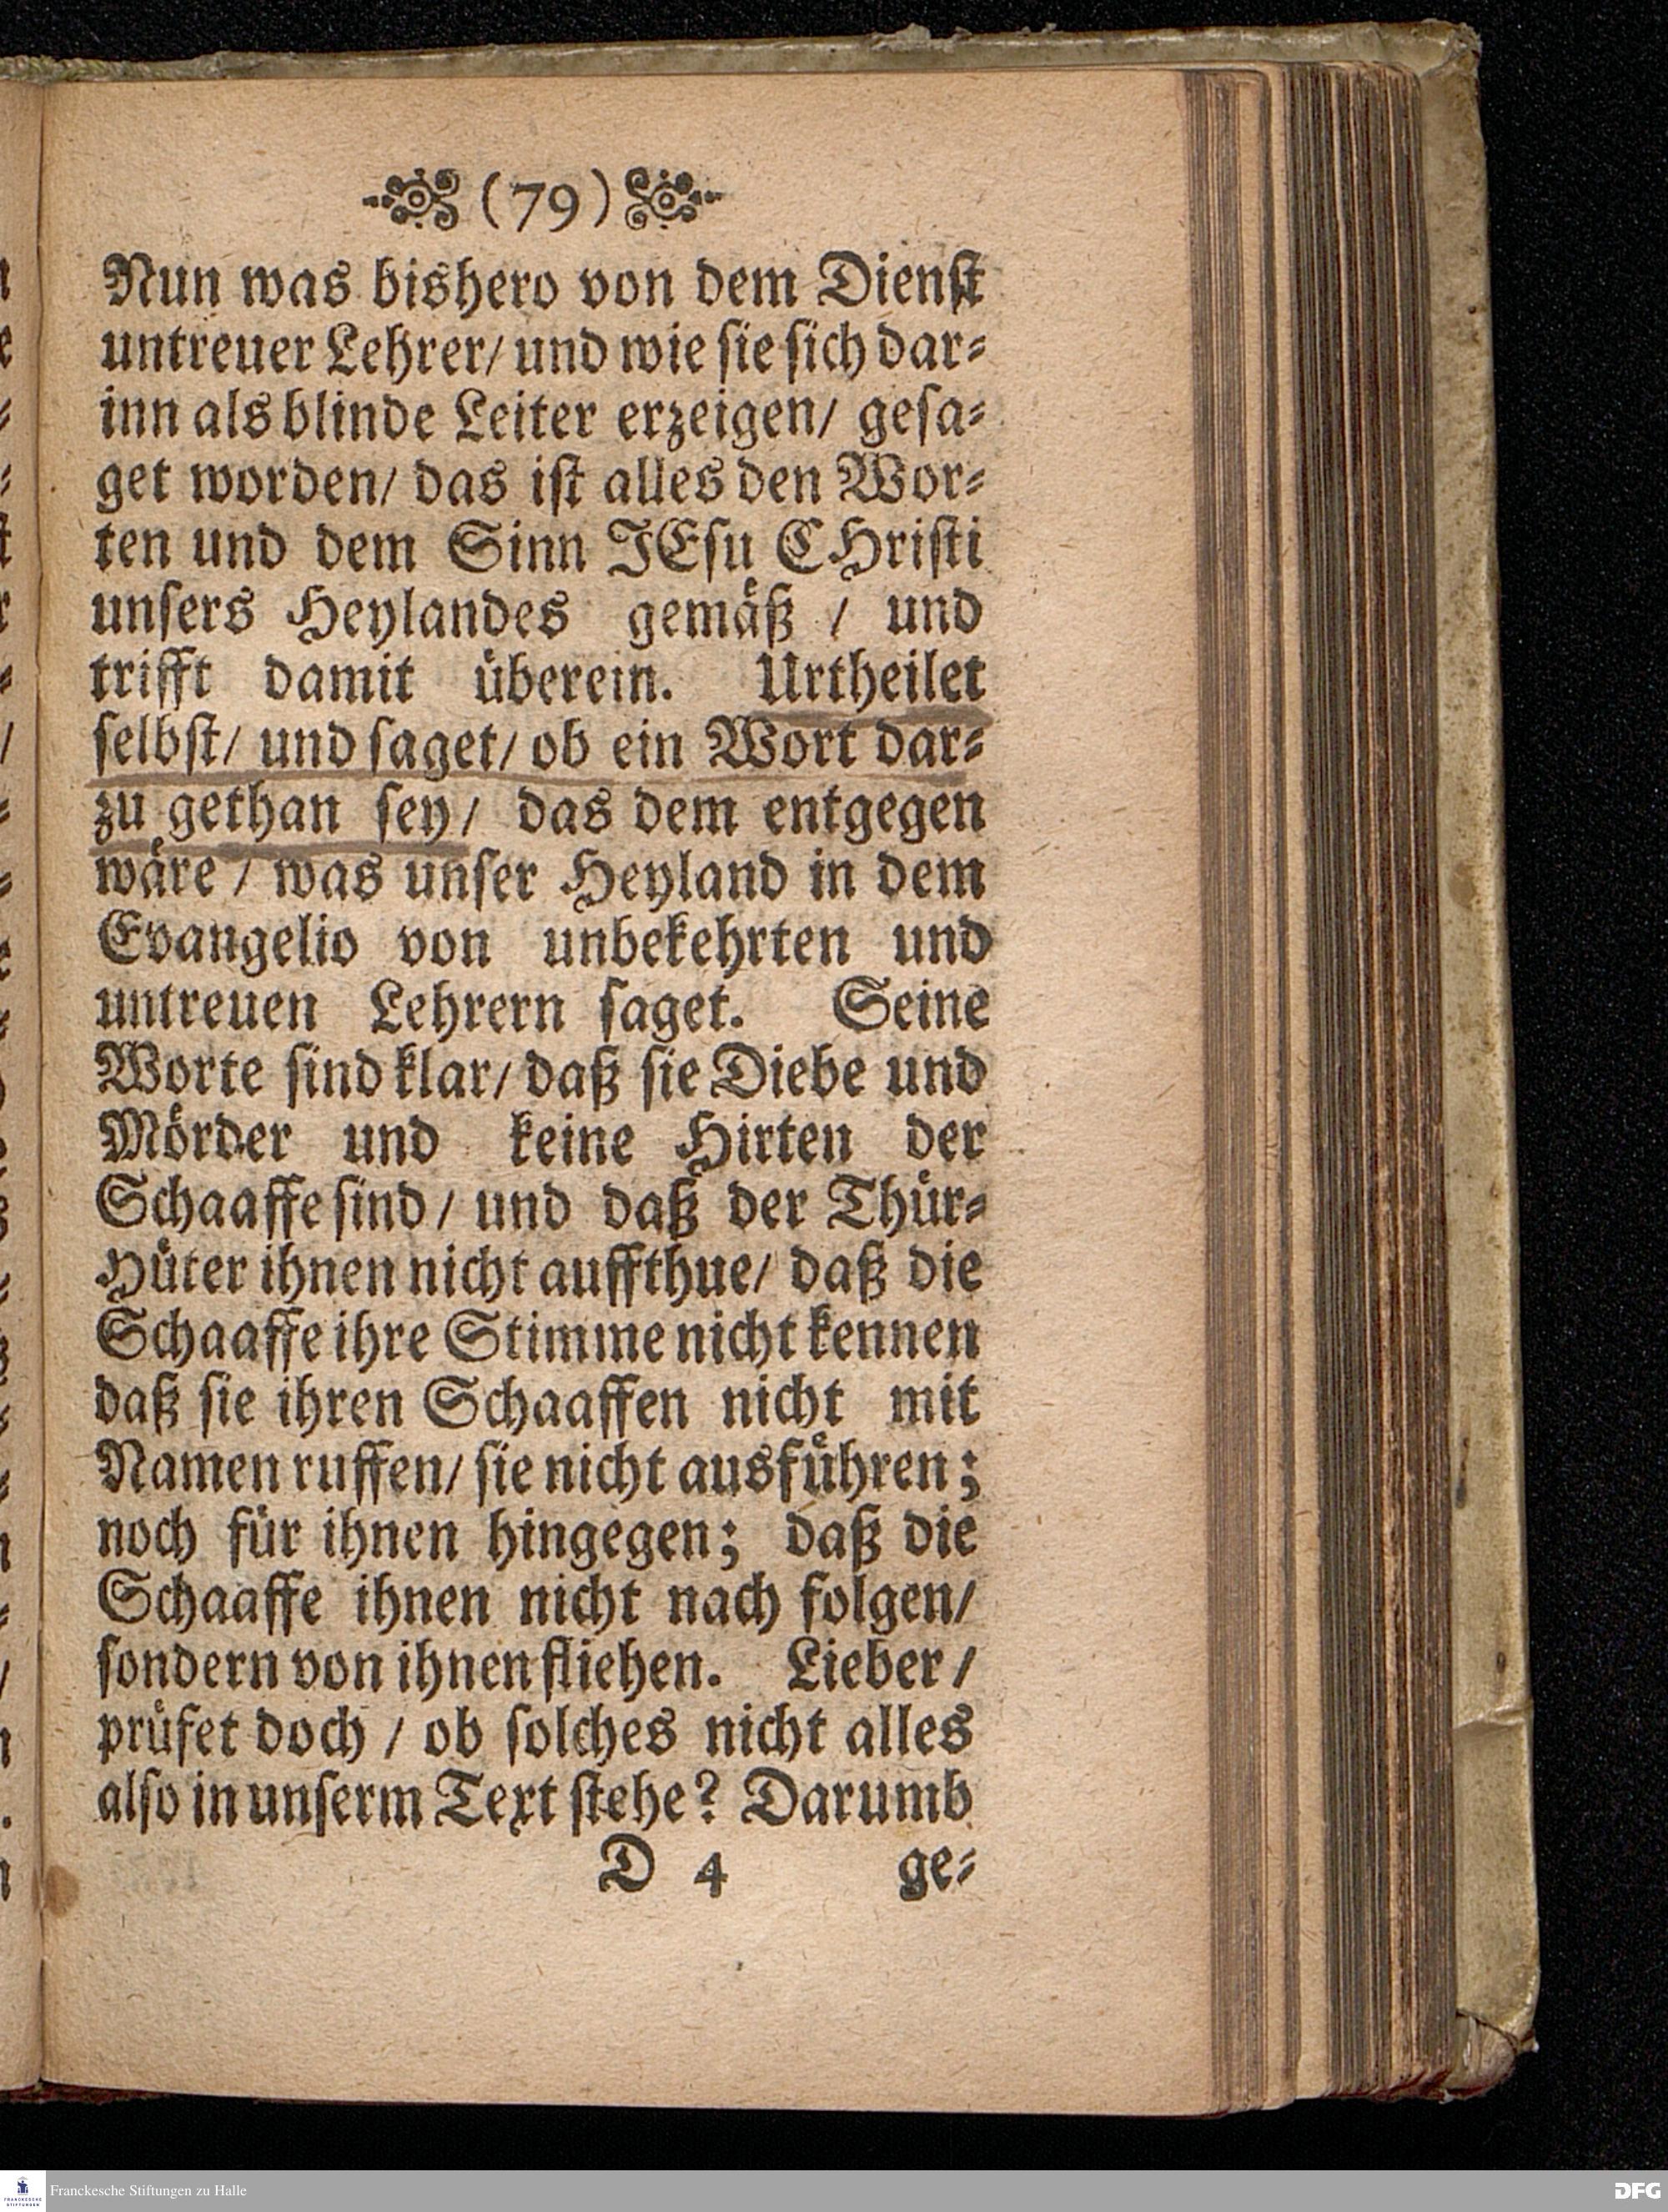 (79)
Nun was bishero von dem Dienst
untreuer Lehrer/ und wie sie sich dar-
inn als blinde Leiter erzeigen/ gesa-
get worden/ das ist alles den Wor-
ten und dem Sinn JEsu CHristi
unsers Heylandes gemäß / und
trifft damit überein. Urtheilet
selbst/ und saget/ ob ein Wort dar-
zu gethan sey/ das dem entgegen
wäre / was unser Heyland in dem
Evangelio von unbekehrten und
untreuen Lehrern saget. Seine
Worte sind klar/ daß sie Diebe und
Mörder und keine Hirten der
Schaaffe sind / und daß der Thür-
Hüter ihnen nicht auffthue/ daß die
Schaaffe ihre Stimme nicht kennen
daß sie ihren Schaaffen nicht mit
Namen ruffen/ sie nicht ausführen;
noch für ihnen hingegen; daß die
Schaaffe ihnen nicht nach folgen/
sondern von ihnen fliehen. Lieber /
prüfet doch / ob solches nicht alles
also in unserm Text stehe? Darumb
D 4 ge-
Franckesche Stiftungen zu Halle
DFG